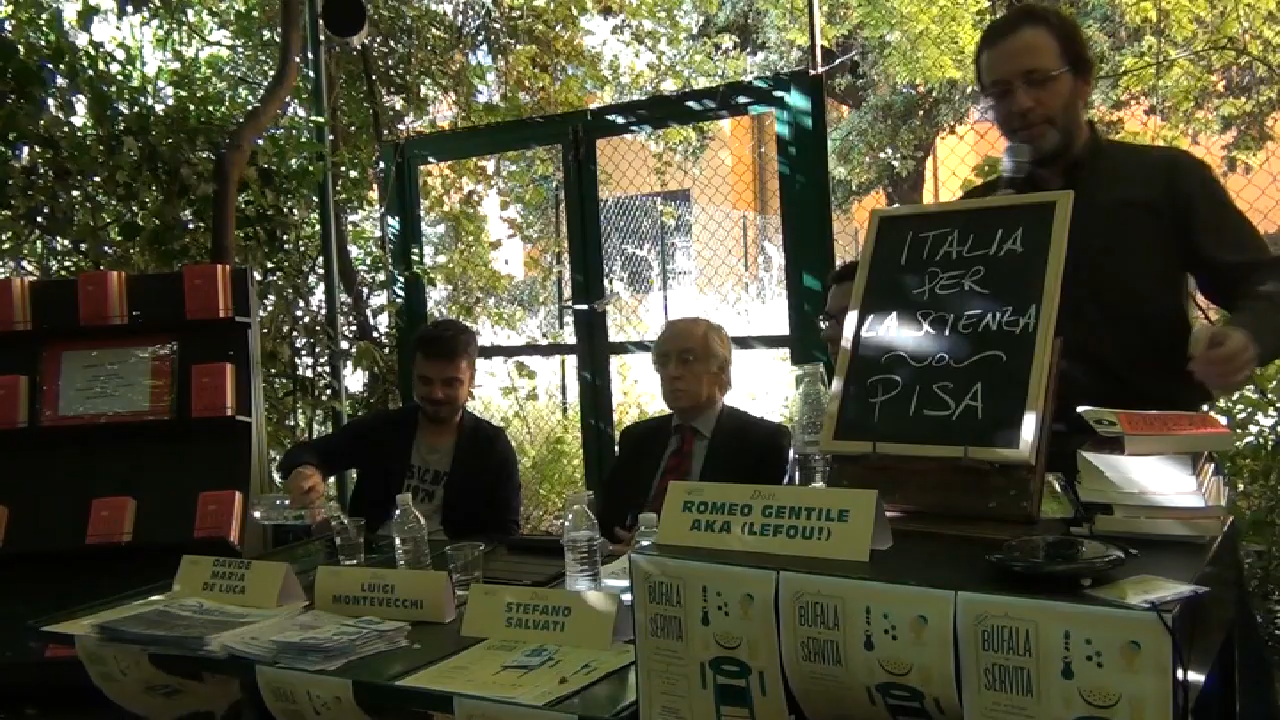 ITALIA
PER
LA SCIENZA
PISA
Dott.
ROMEO GENTILE
AKA (LEFOU!)
DAVIDE
MARIA
DE LUCA
LUIGI
MONTEVECCHI
Dott.
STEFANO
SALVATI
BUFALA
SERVITA
BUFALA
SERVITA
BUFALA
SERVITA